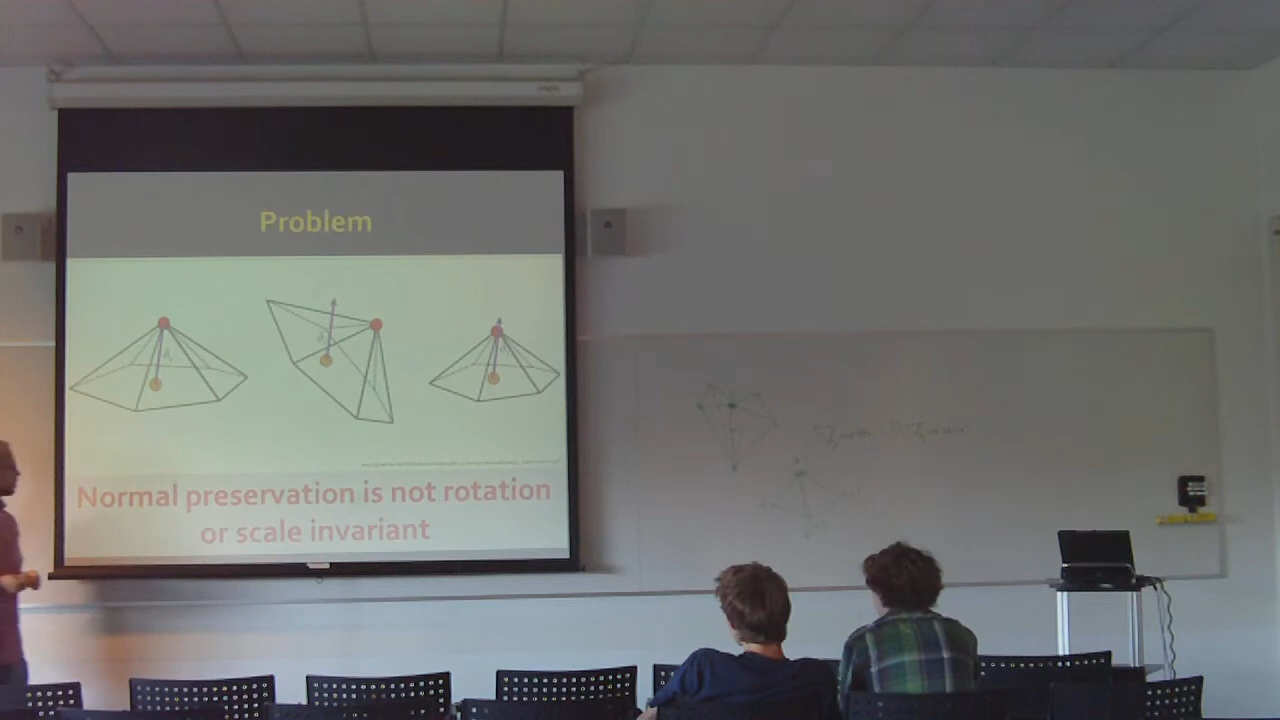 Problem
Normal preservation is not rotation
or scale invariant